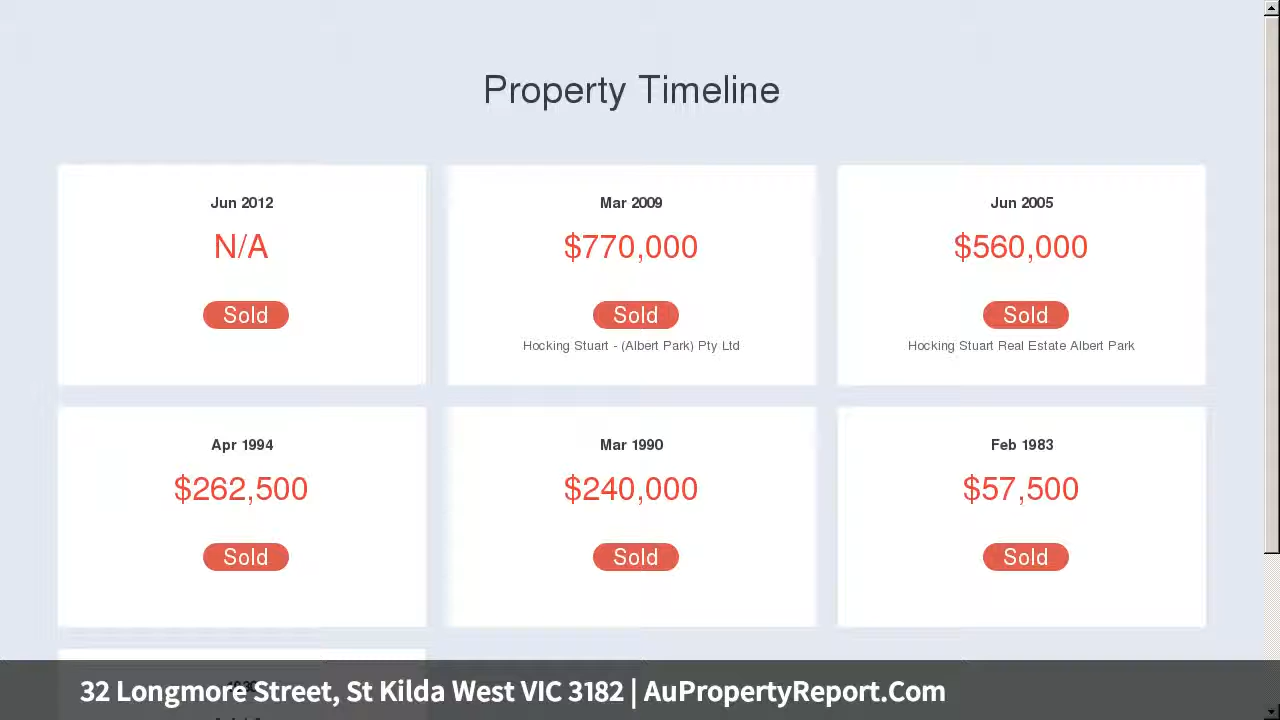 Property Timeline
Jun 2012
N/A
Sold
Mar 2009
$770,000
Sold
Hocking Stuart - (Albert Park) Pty Ltd
Jun 2005
$560,000
Sold
Hocking Stuart Real Estate Albert Park
Apr 1994
$262,500
Sold
Mar 1990
$240,000
Sold
Feb 1983
$57,500
Sold
32 Longmore Street, St Kilda West VIC 3182 | AuPropertyReport.Com